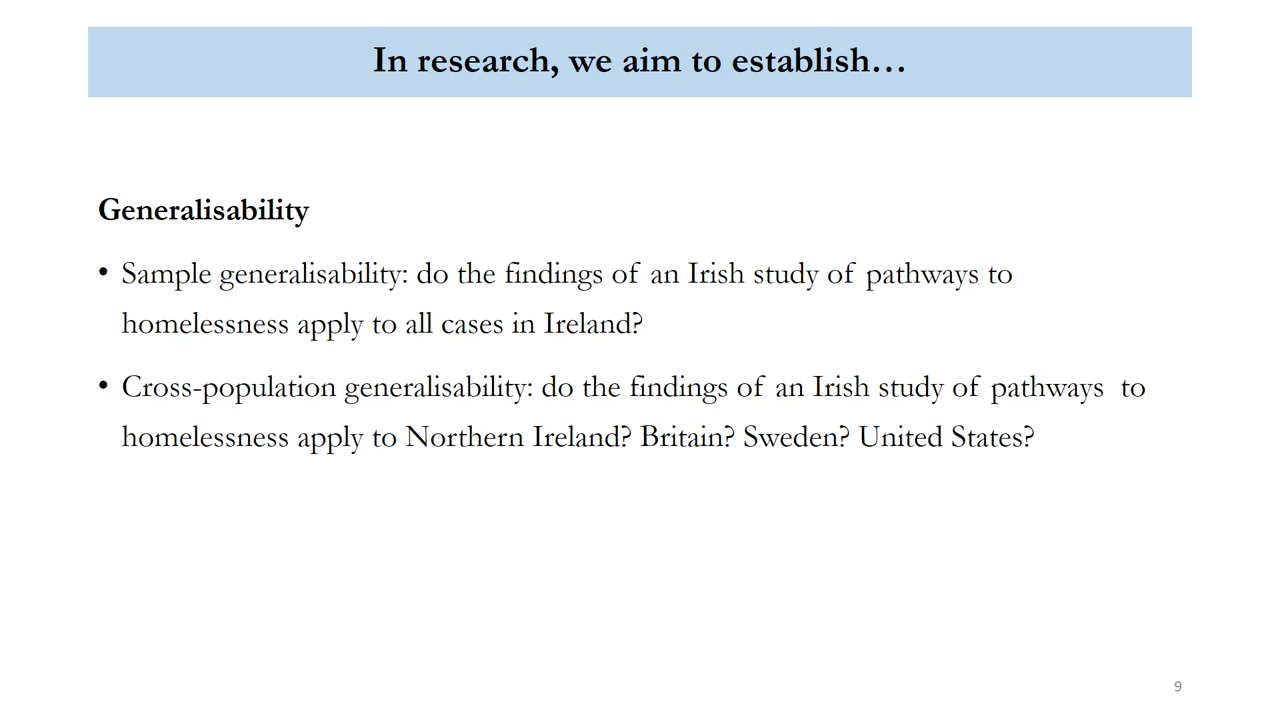 In research, we aim to establish…
Generalisability
• Sample generalisability: do the findings of an Irish study of pathways to
homelessness apply to all cases in Ireland?
• Cross-population generalisability: do the findings of an Irish study of pathways to
homelessness apply to Northern Ireland? Britain? Sweden? United States?
9